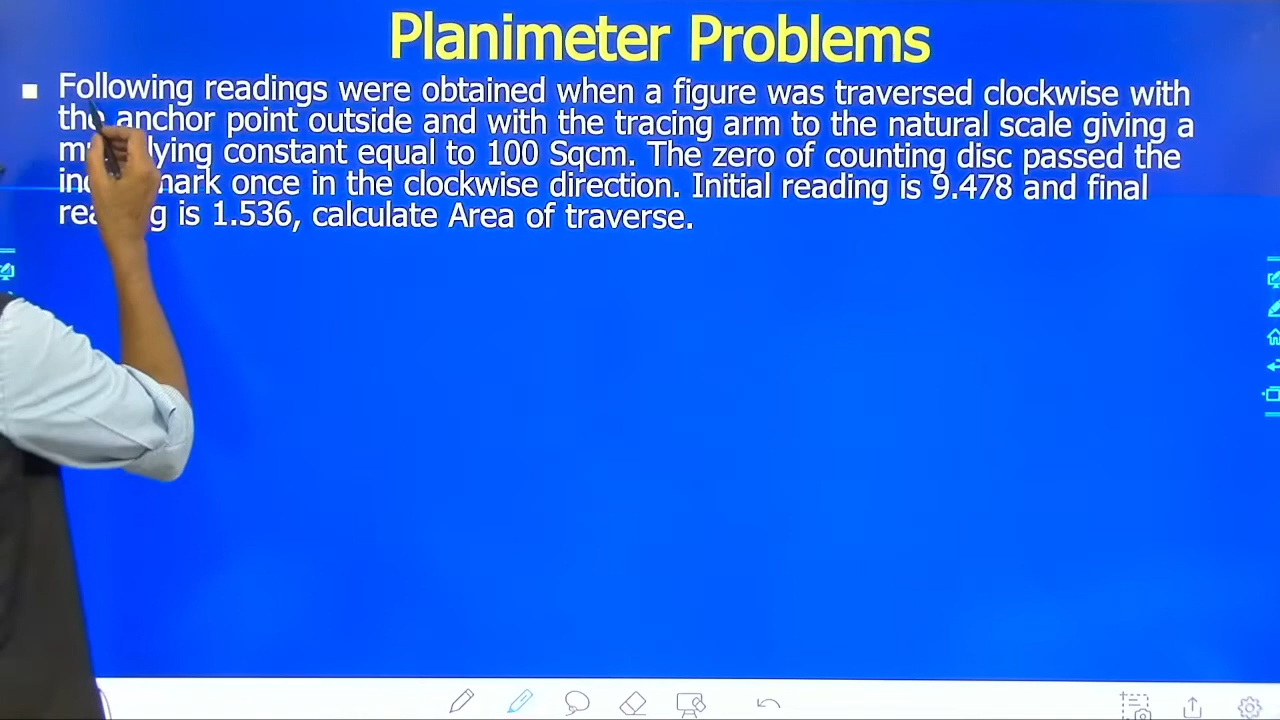 Planimeter Problems
Following readings were obtained when a figure was traversed clockwise with
the anchor point outside and with the tracing arm to the natural scale giving a
constant equal to 100 Sqcm. The zero of counting disc passed the
mark once in the clockwise direction. Initial reading is 9.478 and final
is 1.536, calculate Area of traverse.